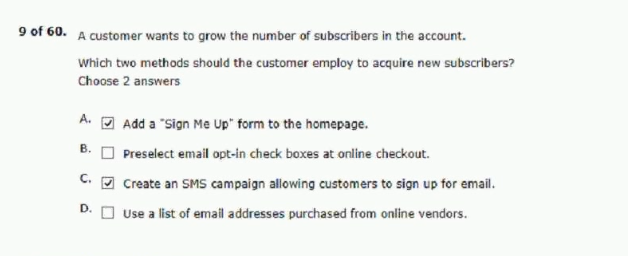 9 of 60. A customer wants to grow the number of subscribers in the account.
Which two methods should the customer employ to acquire new subscribers?
Choose 2 answers
A. Add a "Sign Me Up" form to the homepage.
B. Preselect email opt-in check boxes at online checkout.
C. Create an SMS campaign allowing customers to sign up for email.
D. Use a list of email addresses purchased from online vendors.